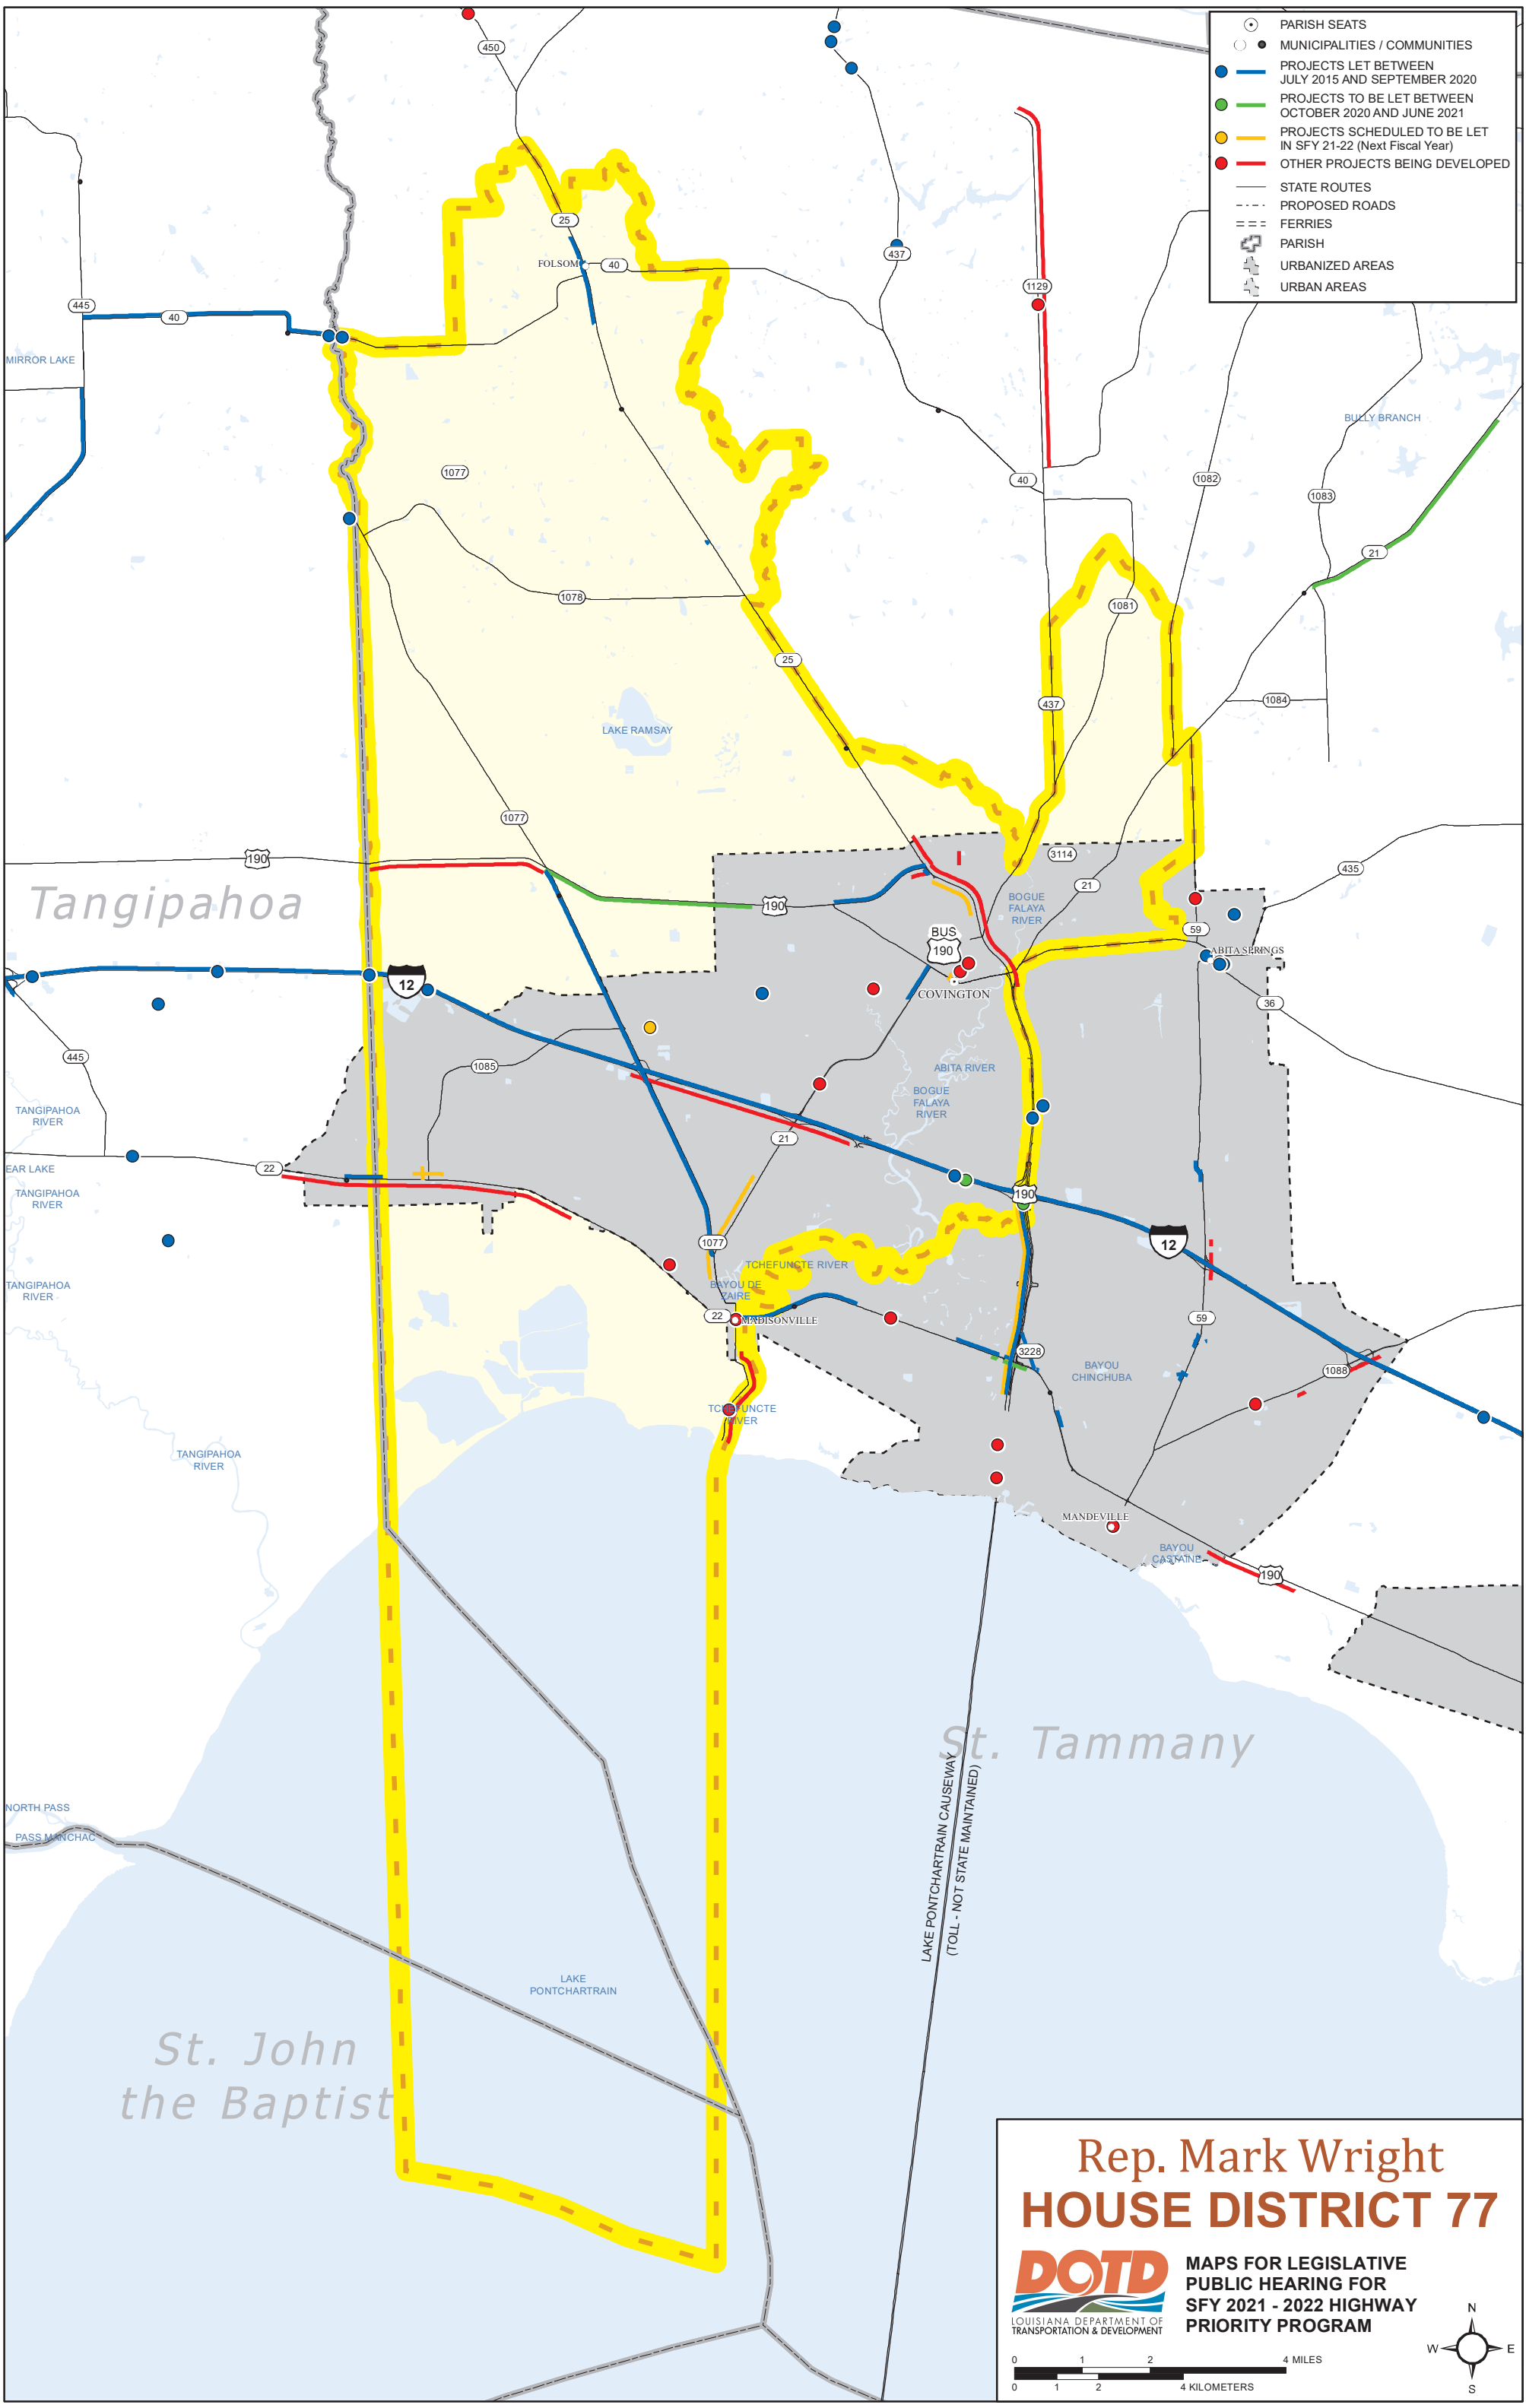 PARISH SEATS
MUNICIPALITIES / COMMUNITIES
PROJECTS LET BETWEEN
JULY 2015 AND SEPTEMBER 2020
PROJECTS TO BE LET BETWEEN
OCTOBER 2020 AND JUNE 2021
PROJECTS SCHEDULED TO BE LET
IN SFY 21-22 (Next Fiscal Year)
OTHER PROJECTS BEING DEVELOPED
STATE ROUTES
PROPOSED ROADS
FERRIES
PARISH
URBANIZED AREAS
URBAN AREAS
450
25
FOLSOM
40
437
1129
445
40
MIRROR LAKE
BULLY BRANCH
1077
40
1082
1083
21
1078
1081
25
437
1084
LAKE RAMSAY
1077
190
3114
435
21
Tangipahoa
190
BOGUE
FALAYA
RIVER
BUS
190
59
ABITA SPRINGS
12
COVINGTON
36
445
1085
ABITA RIVER
BOGUE
FALAYA
RIVER
TANGIPAHOA
RIVER
21
22
EAR LAKE
TANGIPAHOA
RIVER
190
1077
12
TCHEFUNCTE RIVER
TANGIPAHOA
RIVER
BAYOU DE
ZAIRE
22
MADISONVILLE
59
3228
BAYOU
CHINCHUBA
1088
TCHEFUNCTE
RIVER
TANGIPAHOA
RIVER
MANDEVILLE
BAYOU
CASTAINE
190
St. Tammany
LAKE PONTCHARTRAIN CAUSEWAY
(TOLL - NOT STATE MAINTAINED)
NORTH PASS
PASS MANCHAC
LAKE
PONTCHARTRAIN
St. John
the Baptist
Rep. Mark Wright
HOUSE DISTRICT 77
DOTD
LOUISIANA DEPARTMENT OF
TRANSPORTATION & DEVELOPMENT
MAPS FOR LEGISLATIVE
PUBLIC HEARING FOR
SFY 2021 - 2022 HIGHWAY
PRIORITY PROGRAM
N
W E
S
0 1 2 4 MILES
0 1 2 4 KILOMETERS